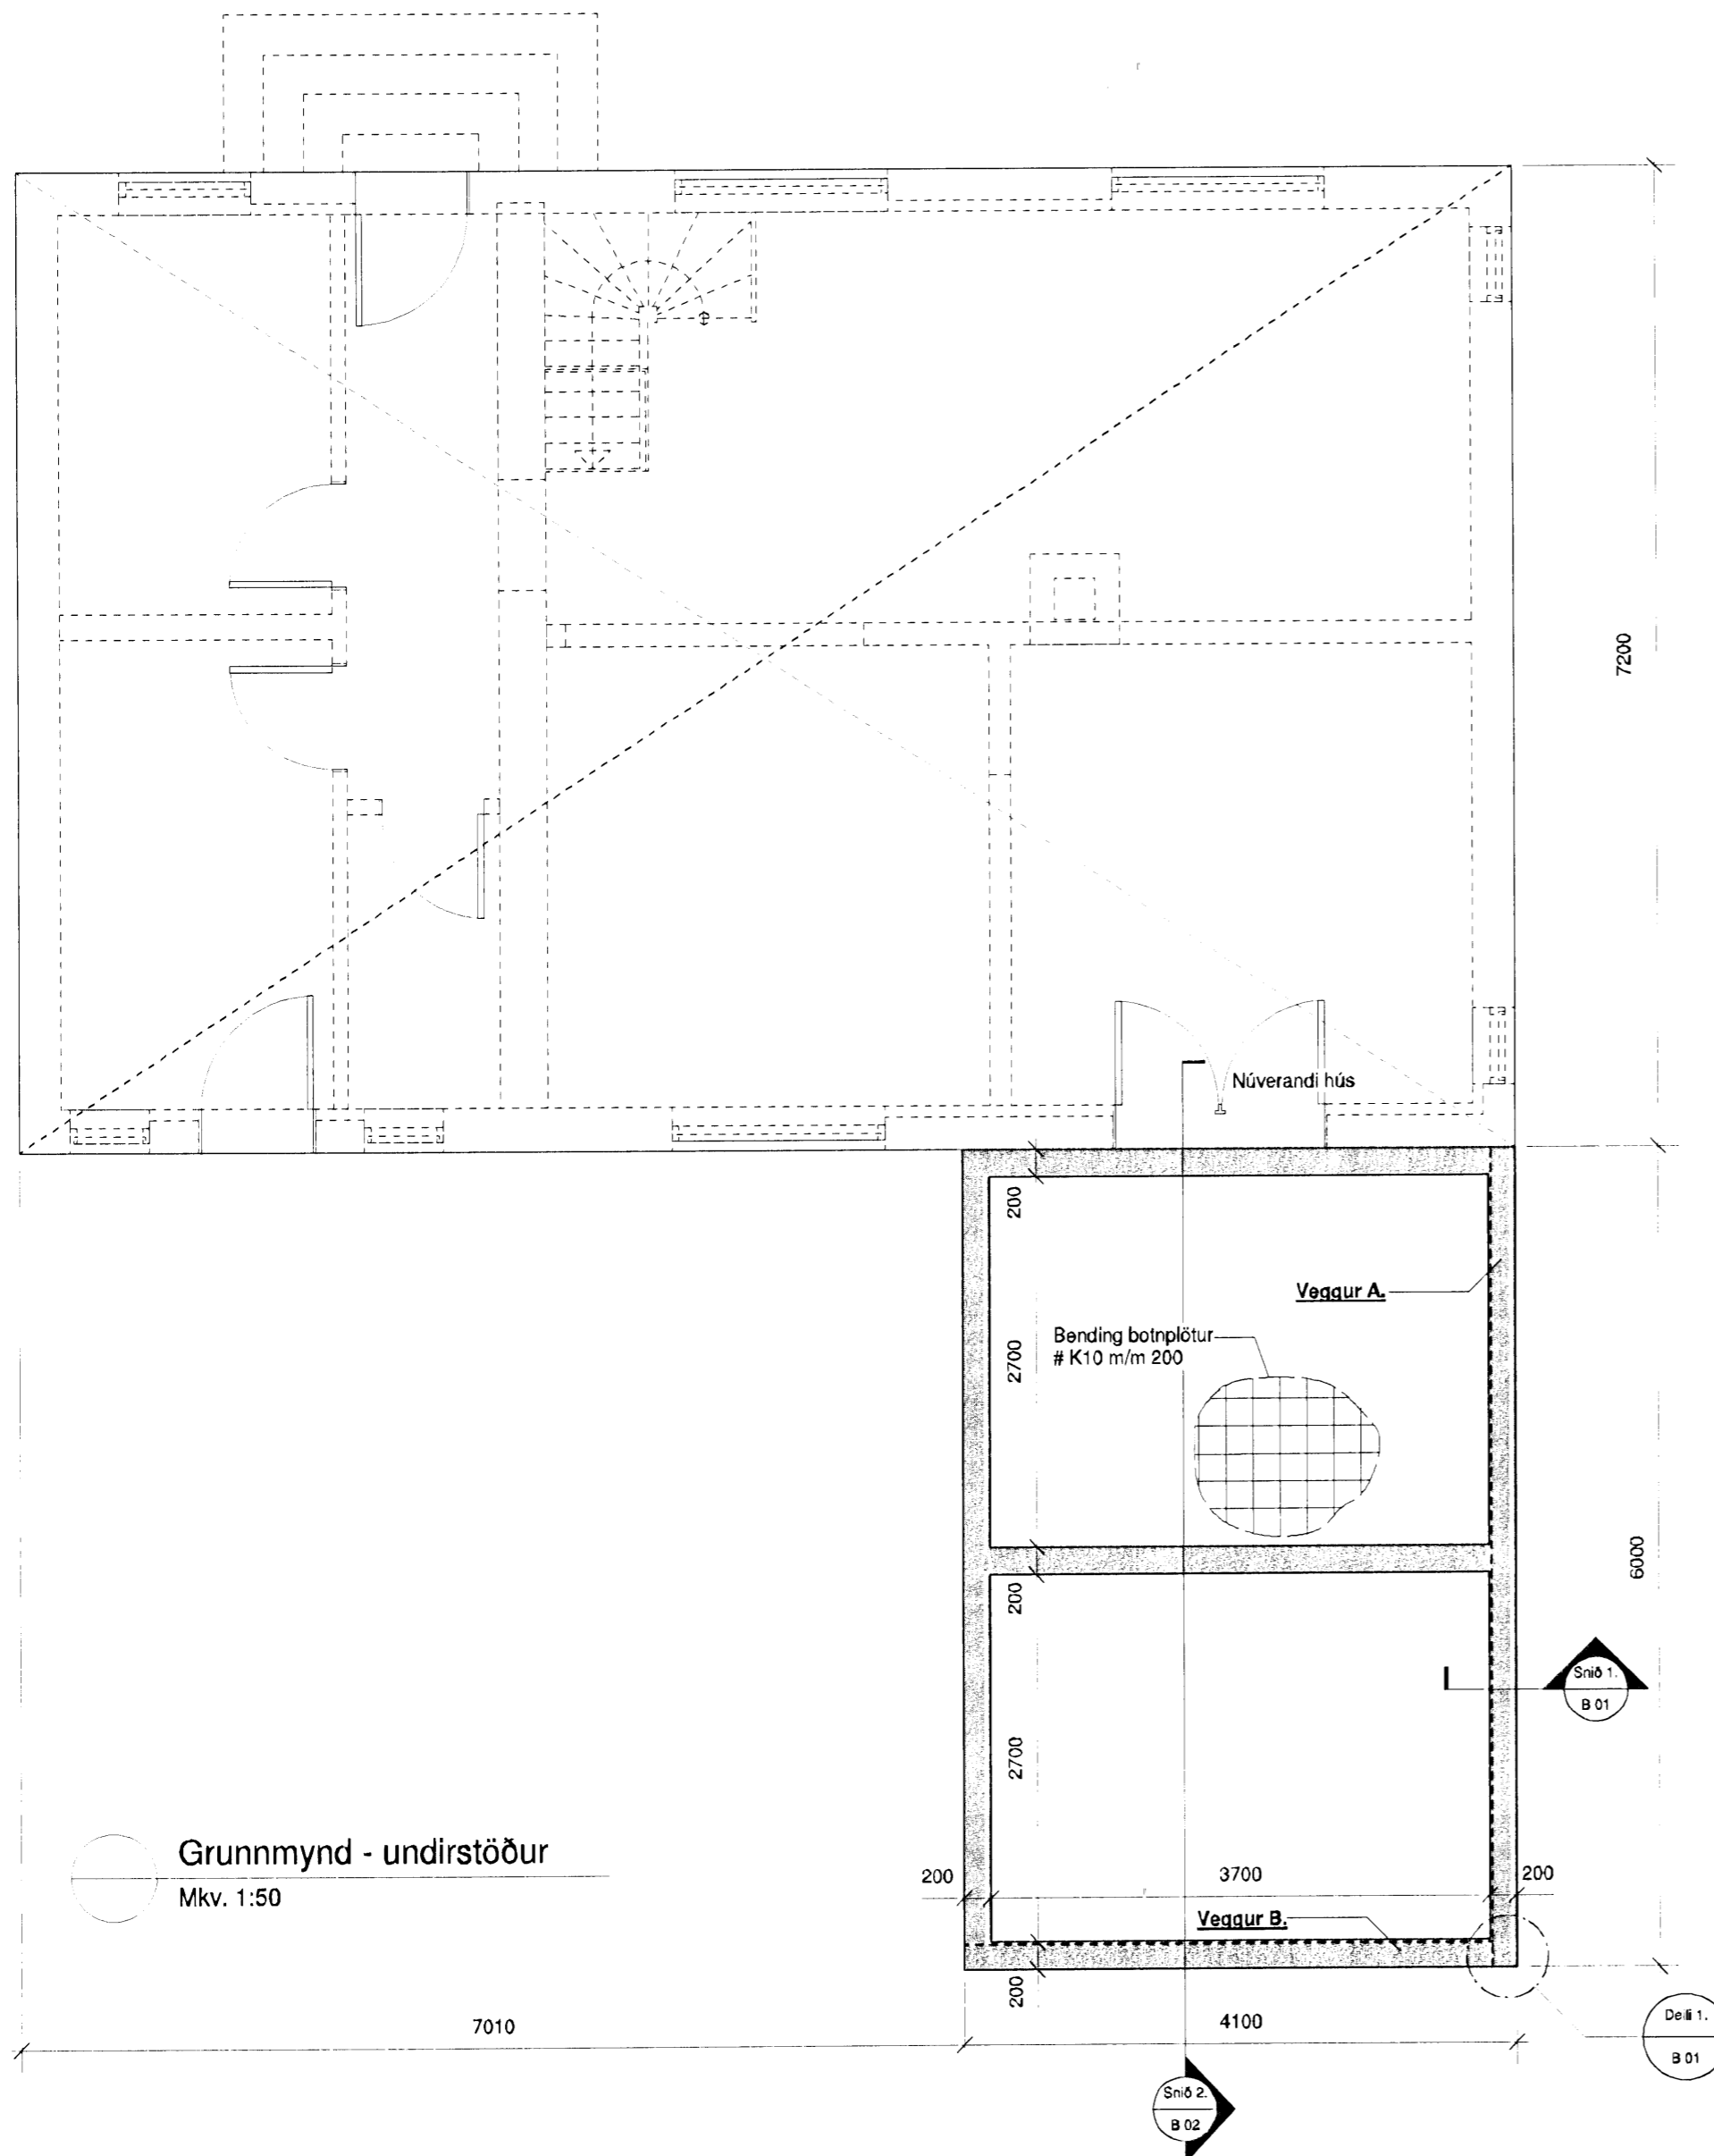 7200
Núverandi hús
200
Veggur A.
Bending botnplötur
# K10 m/m 200
2700
6000
200
Snið 1.
B 01
2700
Grunnmynd - undirstöður
Mkv. 1:50
200
3700
200
Veggur B.
200
7010
4100
Deili 1.
B 01
Snið 2.
B 02